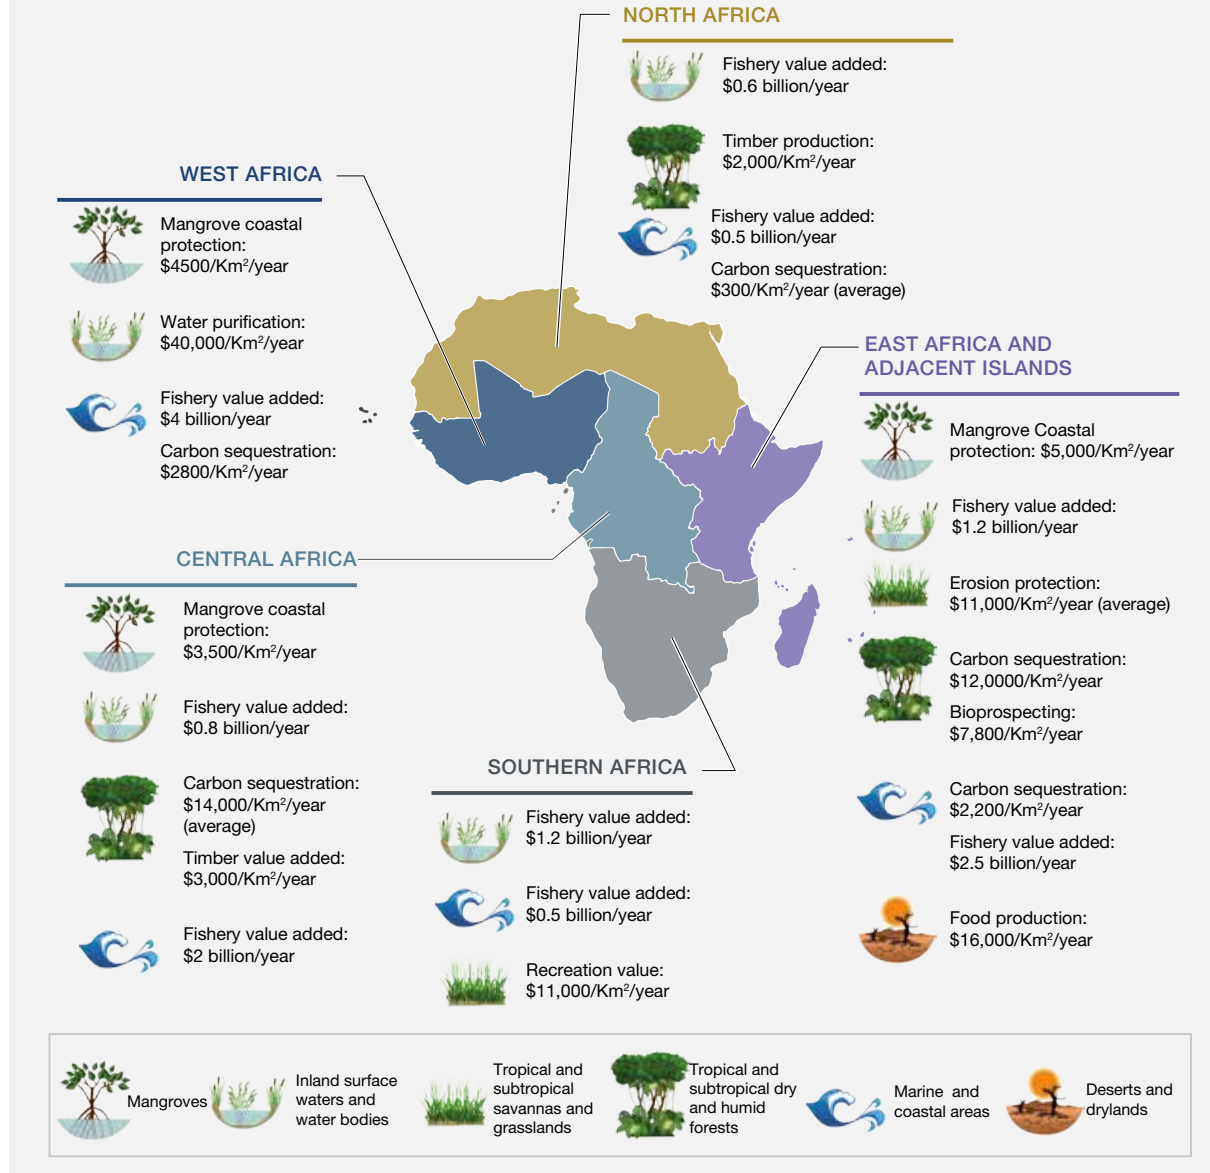 NORTH AFRICA
Fishery value added:
$0.6 billion/year
Timber production:
$2,000/Km²/year
Fishery value added:
$0.5 billion/year
Carbon sequestration:
$300/Km²/year (average)
WEST AFRICA
Mangrove coastal
protection:
$4500/Km²/year
Water purification:
$40,000/Km²/year
Fishery value added:
$4 billion/year
Carbon sequestration:
$2800/Km²/year
EAST AFRICA AND
ADJACENT ISLANDS
Mangrove Coastal
protection: $5,000/Km²/year
Fishery value added:
$1.2 billion/year
Erosion protection:
$11,000/Km²/year (average)
Carbon sequestration:
$12,0000/Km²/year
Bioprospecting:
$7,800/Km²/year
Carbon sequestration:
$2,200/Km²/year
Fishery value added:
$2.5 billion/year
Food production:
$16,000/Km²/year
CENTRAL AFRICA
Mangrove coastal
protection:
$3,500/Km²/year
Fishery value added:
$0.8 billion/year
Carbon sequestration:
$14,000/Km²/year
(average)
Timber value added:
$3,000/Km²/year
Fishery value added:
$2 billion/year
SOUTHERN AFRICA
Fishery value added:
$1.2 billion/year
Fishery value added:
$0.5 billion/year
Recreation value:
$11,000/Km²/year
Mangroves
Inland surface
waters and
water bodies
Tropical and
subtropical
savannas and
grasslands
Tropical and
subtropical dry
and humid
forests
Marine and
coastal areas
Deserts and
drylands